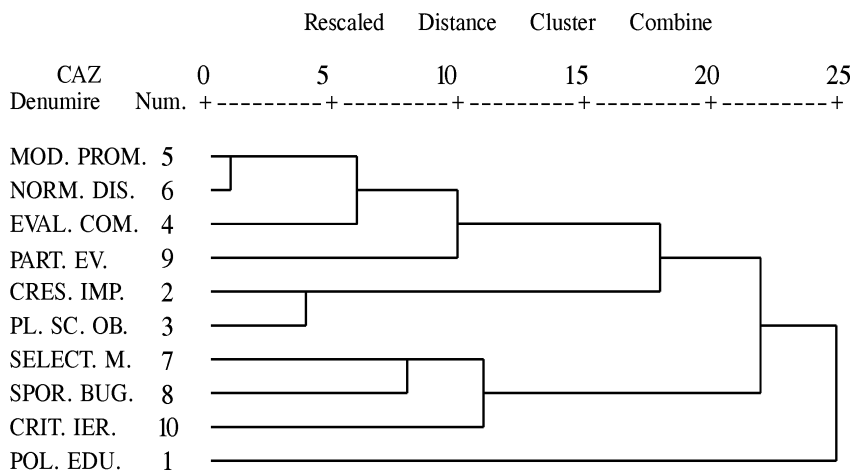 Rescaled Distance Cluster Combine
CAZ 0 5 10 15 20 25
Denumire Num. + ---------+ ---------+ ---------+ ---------+ ---------+
MOD. PROM. 5
NORM. DIS. 6
EVAL. COM. 4
PART. EV. 9
CRES. IMP. 2
PL. SC. OB. 3
SELECT. M. 7
SPOR. BUG. 8
CRIT. IER. 10
POL. EDU. 1